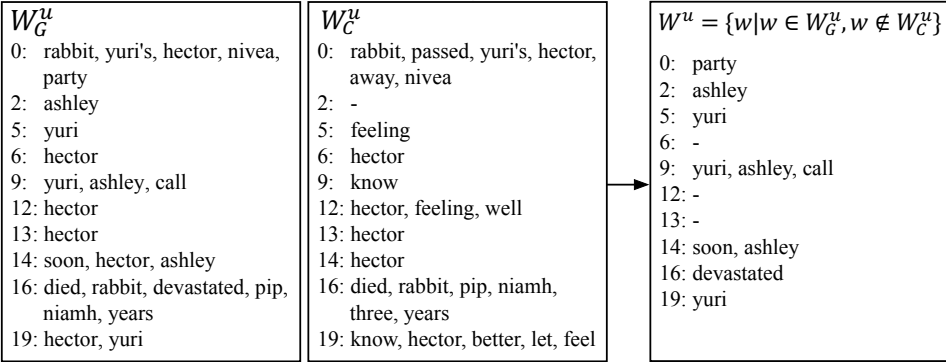 W_G^u
0: rabbit, yuri's, hector, nivea,
party
2: ashley
5: yuri
6: hector
9: yuri, ashley, call
12: hector
13: hector
14: soon, hector, ashley
16: died, rabbit, devastated, pip,
niamh, years
19: hector, yuri
W_C^u
0: rabbit, passed, yuri's, hector,
away, nivea
2: -
5: feeling
6: hector
9: know
12: hector, feeling, well
13: hector
14: hector
16: died, rabbit, pip, niamh,
three, years
19: know, hector, better, let, feel
W^u = {w|w ∈ W_G^u, w ∉ W_C^u}
0: party
2: ashley
5: yuri
6: -
9: yuri, ashley, call
12: -
13: -
14: soon, ashley
16: devastated
19: yuri